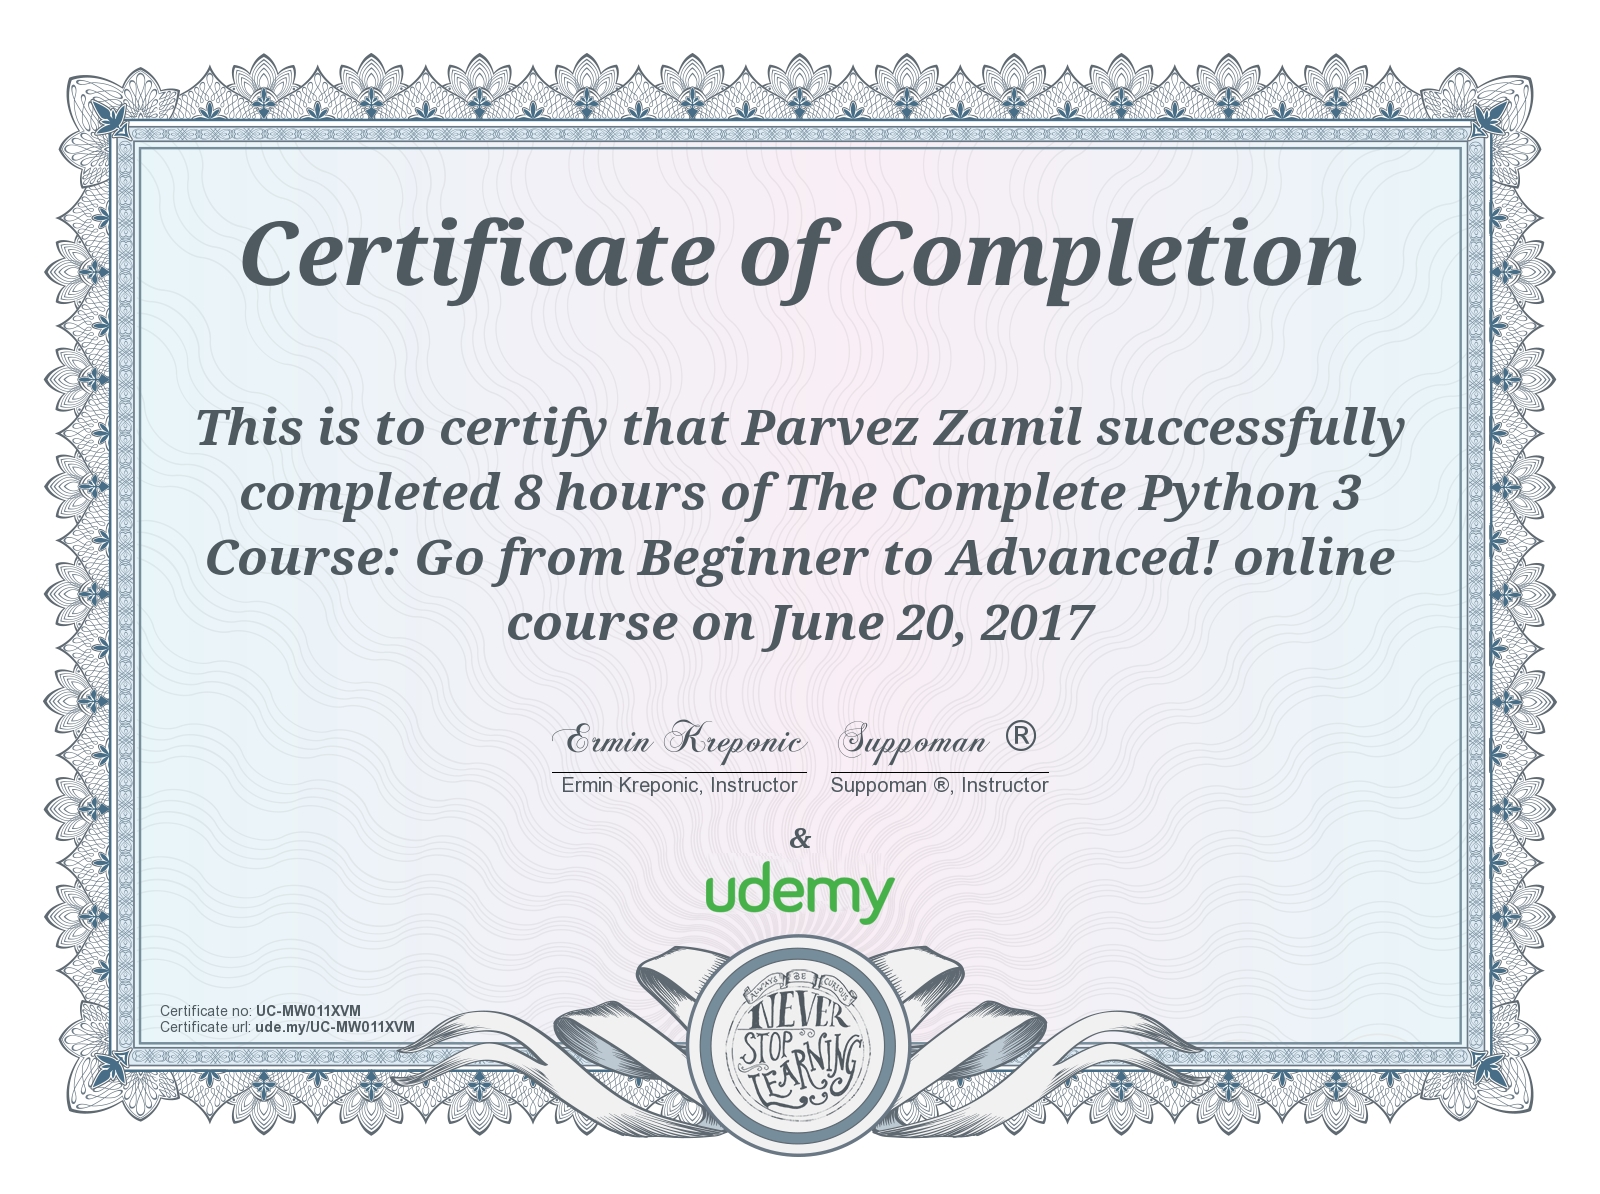 Certificate of Completion
This is to certify that Parvez Zamil successfully
completed 8 hours of The Complete Python 3
Course: Go from Beginner to Advanced! online
course on June 20, 2017
Ermin Kreponic Suppoman ®
Ermin Kreponic, Instructor Suppoman ®, Instructor
&
udemy
Certificate no: UC-MW011XVM
Certificate url: ude.my/UC-MW011XVM
ALWAYS BE CURIOUS
NEVER
STOP
LEARNING